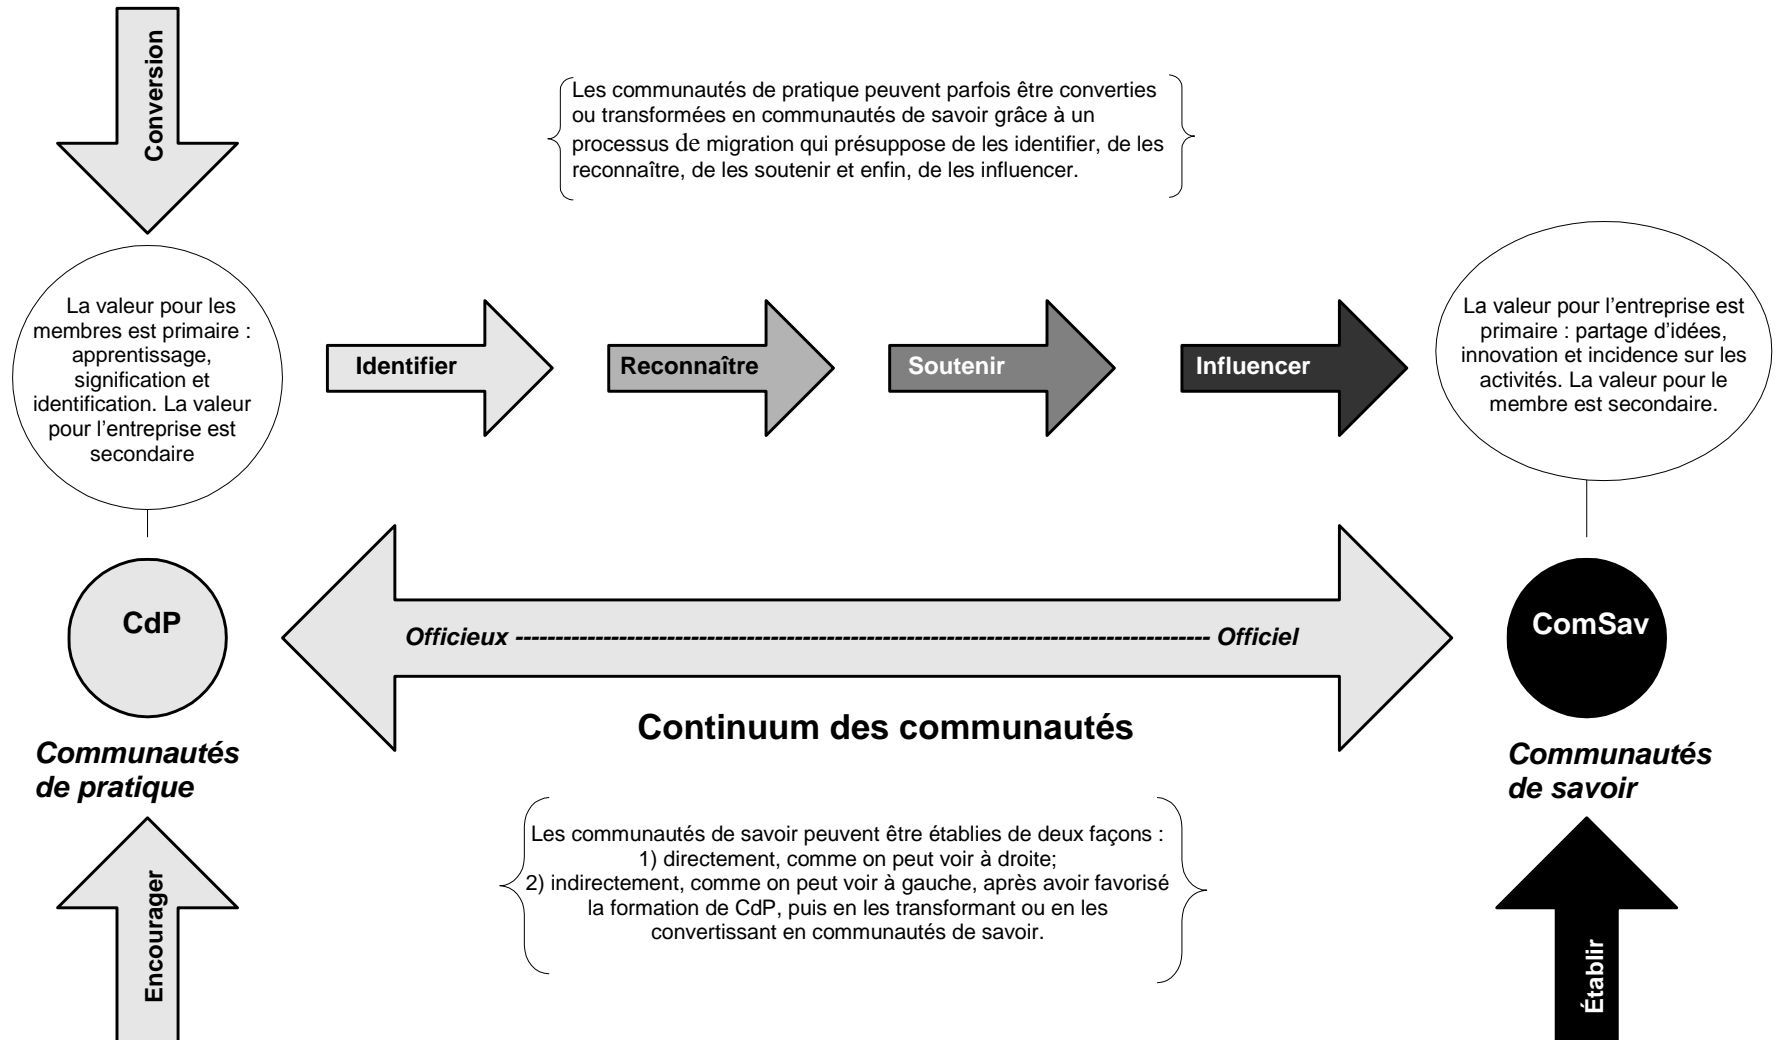 Conversion
Les communautés de pratique peuvent parfois être converties
ou transformées en communautés de savoir grâce à un
processus de migration qui présuppose de les identifier, de les
reconnaître, de les soutenir et enfin, de les influencer.
La valeur pour les
membres est primaire :
apprentissage,
signification et
identification. La valeur
pour l’entreprise est
secondaire
Identifier
Reconnaître
Soutenir
Influencer
La valeur pour l’entreprise est
primaire : partage d’idées,
innovation et incidence sur les
activités. La valeur pour le
membre est secondaire.
CdP
Officieux ---------------------------------------------------------------------------------------- Officiel
ComSav
Continuum des communautés
Communautés
de pratique
Communautés
de savoir
Les communautés de savoir peuvent être établies de deux façons :
1) directement, comme on peut voir à droite;
2) indirectement, comme on peut voir à gauche, après avoir favorisé
la formation de CdP, puis en les transformant ou en les
convertissant en communautés de savoir.
Encourager
Établir